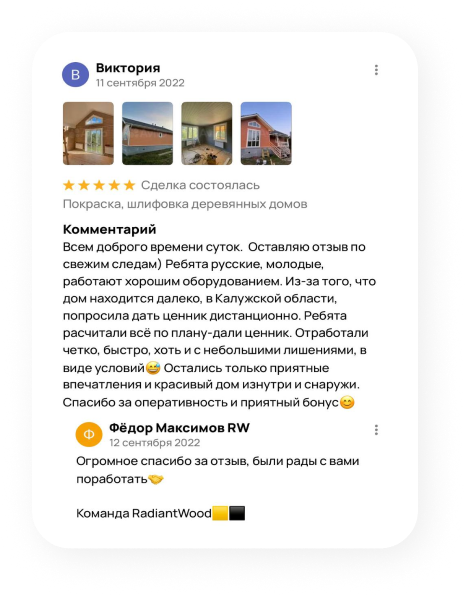 В
Виктория
11 сентября 2022
Сделка состоялась
Покраска, шлифовка деревянных домов
Комментарий
Всем доброго времени суток. Оставляю отзыв по
свежим следам) Ребята русские, молодые,
работают хорошим оборудованием. Из-за того, что
дом находится далеко, в Калужской области,
попросила дать ценник дистанционно. Ребята
расчитали всё по плану-дали ценник. Отработали
четко, быстро, хоть и с небольшими лишениями, в
виде условий😅 Остались только приятные
впечатления и красивый дом изнутри и снаружи.
Спасибо за оперативность и приятный бонус😊
Ф
Фёдор Максимов RW
12 сентября 2022
Огромное спасибо за отзыв, были рады с вами
поработать🤝
Команда RadiantWood🟨⬛